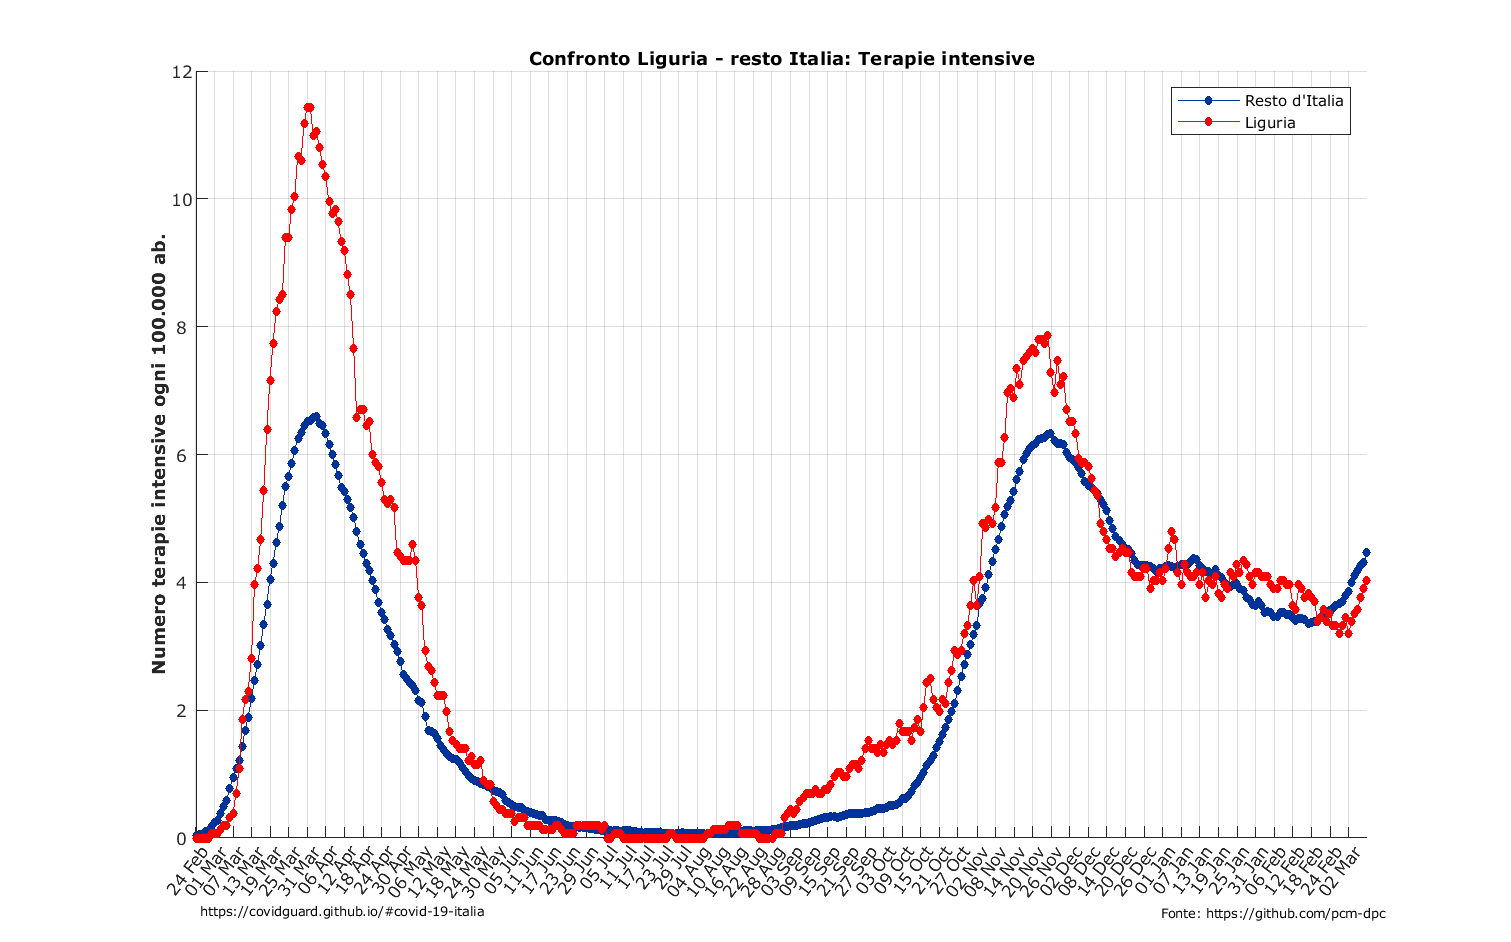 Confronto Liguria - resto Italia: Terapie intensive
Numero terapie intensive ogni 100.000 ab.
12
10
8
6
4
2
0
Resto d'Italia
Liguria
24 Feb
01 Mar
07 Mar
13 Mar
19 Mar
25 Mar
31 Mar
06 Apr
12 Apr
18 Apr
24 Apr
30 Apr
06 May
12 May
18 May
24 May
30 May
05 Jun
11 Jun
17 Jun
23 Jun
29 Jun
05 Jul
11 Jul
17 Jul
23 Jul
29 Jul
04 Aug
10 Aug
16 Aug
22 Aug
28 Aug
03 Sep
09 Sep
15 Sep
21 Sep
27 Sep
03 Oct
09 Oct
15 Oct
21 Oct
27 Oct
02 Nov
08 Nov
14 Nov
20 Nov
26 Nov
02 Dec
08 Dec
14 Dec
20 Dec
26 Dec
01 Jan
07 Jan
13 Jan
19 Jan
25 Jan
31 Jan
06 Feb
12 Feb
18 Feb
24 Feb
02 Mar
https://covidguard.github.io/#covid-19-italia
Fonte: https://github.com/pcm-dpc